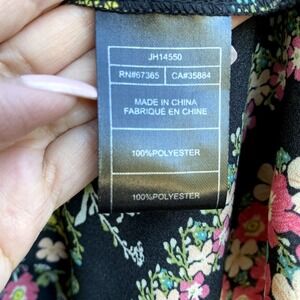 JH14550
RN#67365 CA#35884
MADE IN CHINA
FABRIQUÉ EN CHINE
100%POLYESTER
100%POLYESTER